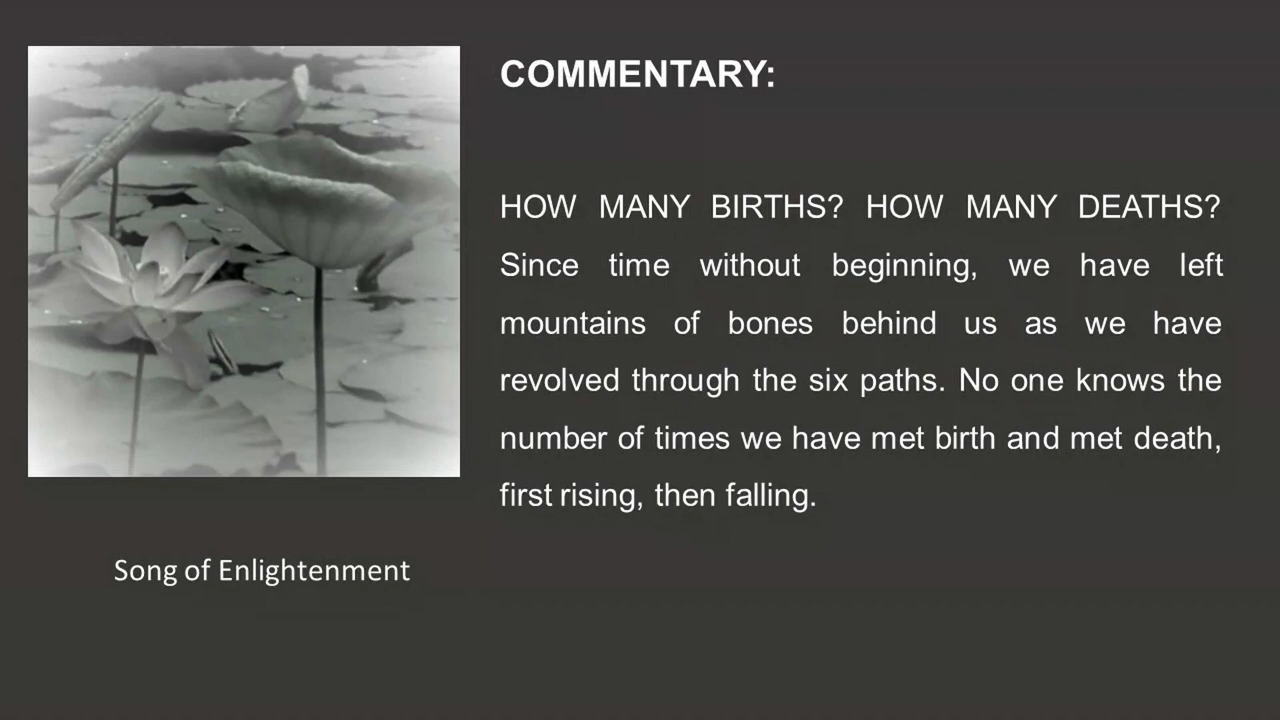 COMMENTARY:
HOW MANY BIRTHS? HOW MANY DEATHS?
Since time without beginning, we have left
mountains of bones behind us as we have
revolved through the six paths. No one knows the
number of times we have met birth and met death,
first rising, then falling.
Song of Enlightenment